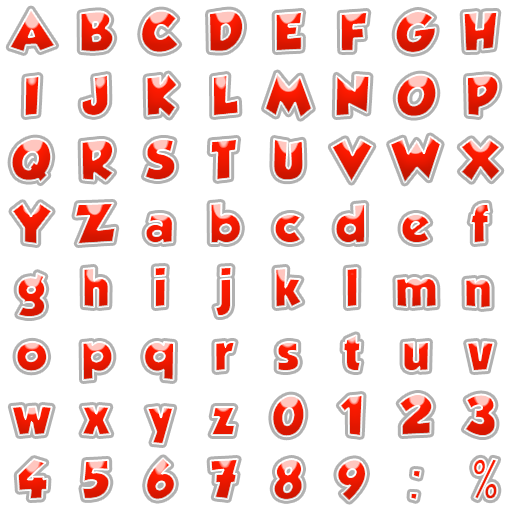 A B C D E F G H
I J K L M N O P
Q R S T U V W X
Y Z a b c d e f
g h i j k l m n
o p q r s t u v
w x y z 0 1 2 3
4 5 6 7 8 9 : %